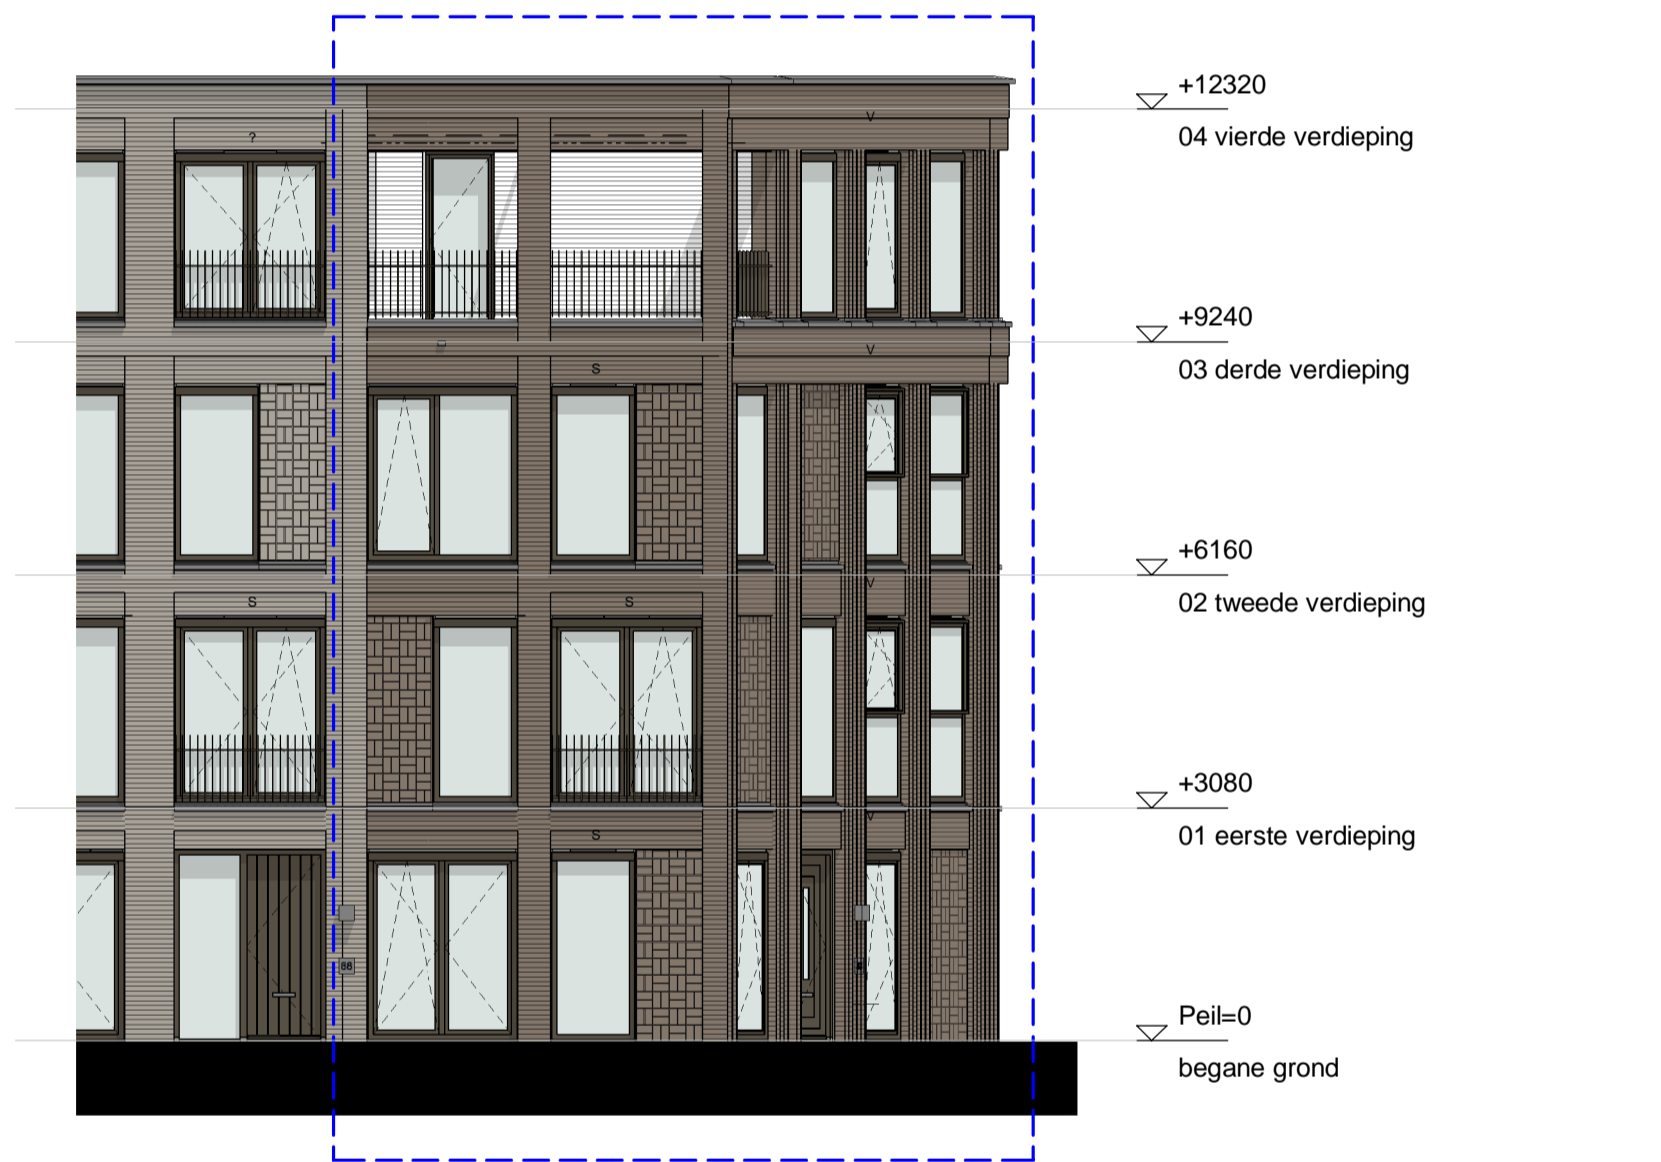 +12320
04 vierde verdieping
?
V
+9240
03 derde verdieping
V
S
+6160
02 tweede verdieping
V
S
S
+3080
01 eerste verdieping
V
S
Peil=0
begane grond